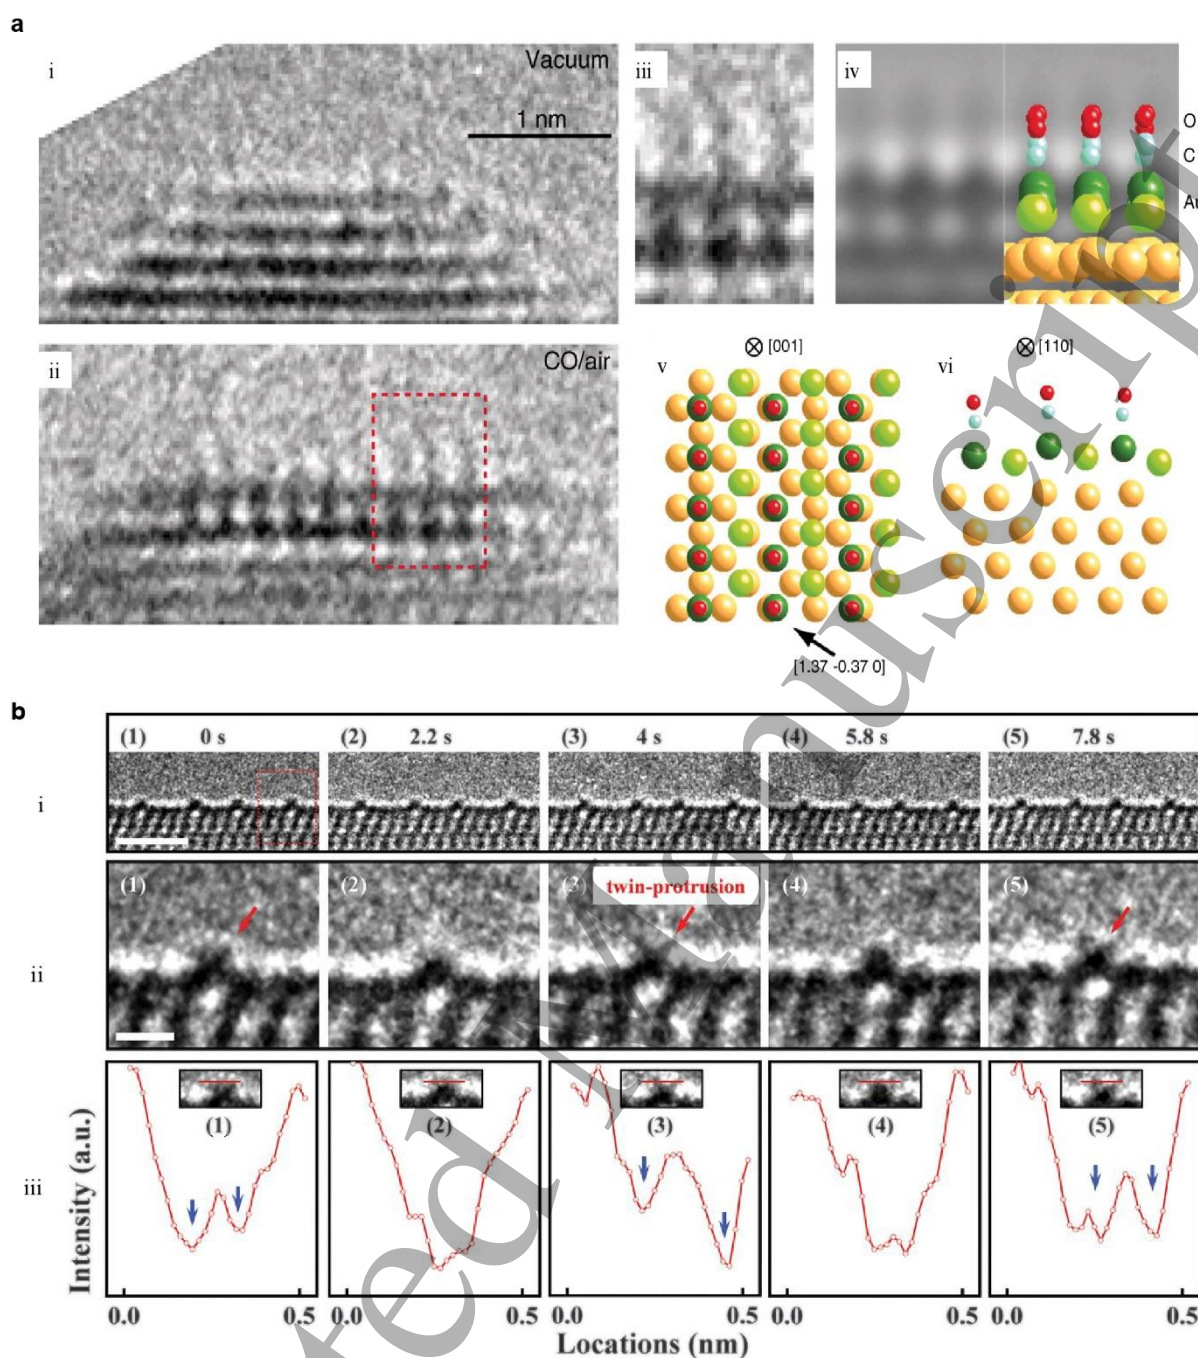 a
i
Vacuum
1 nm
iii
iv
O
C
ii
CO/air
v
⊗ [001]
vi
⊗ [110]
[1.37 -0.37 0]
b
i
(1) 0 s
(2) 2.2 s
(3) 4 s
(4) 5.8 s
(5) 7.8 s
ii
(1)
(2)
(3)
twin-protrusion
(4)
(5)
iii
Intensity (a.u.)
(1)
(2)
(3)
(4)
(5)
0.0 0.5
0.0 0.5
0.0 0.5
0.0 0.5
0.0 0.5
Locations (nm)
ted Manuscript